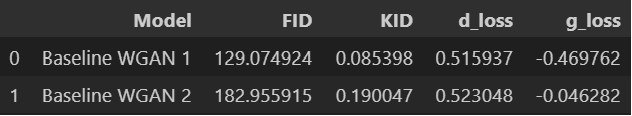 Model FID KID d_loss g_loss
0 Baseline WGAN 1 129.074924 0.085398 0.515937 -0.469762
1 Baseline WGAN 2 182.955915 0.190047 0.523048 -0.046282